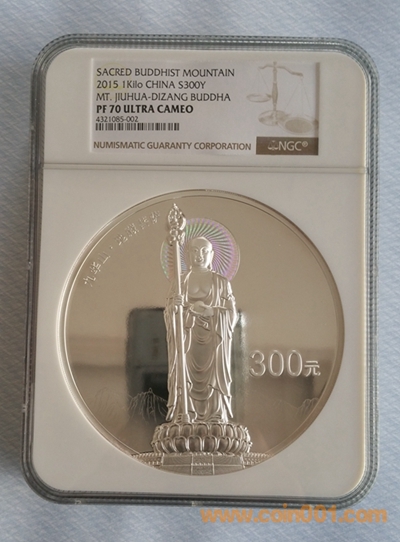 SACRED BUDDHIST MOUNTAIN
2015 1Kilo CHINA S300Y
MT. JIUHUA-DIZANG BUDDHA
PF 70 ULTRA CAMEO
4321085-002
NUMISMATIC GUARANTY CORPORATION
NGC®
300元
www.coin001.com